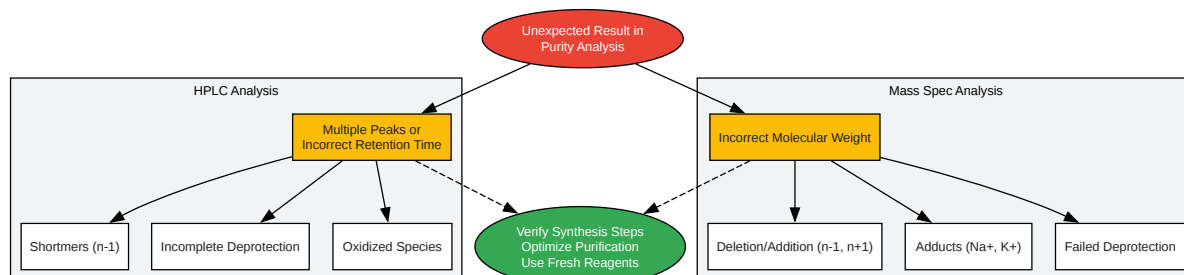 Unexpected Result in
Purity Analysis
HPLC Analysis
Mass Spec Analysis
Multiple Peaks or
Incorrect Retention Time
Incorrect Molecular Weight
Shortmers (n-1)
Incomplete Deprotection
Oxidized Species
Verify Synthesis Steps
Optimize Purification
Use Fresh Reagents
Deletion/Addition (n-1, n+1)
Adducts (Na+, K+)
Failed Deprotection